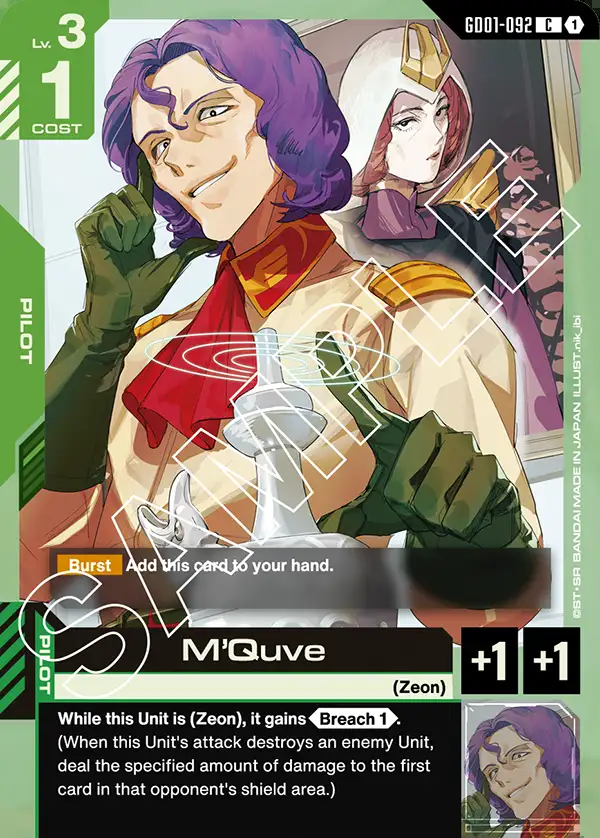 GD01-092 C 1
Lv. 3
1
COST
PILOT
SAMPLE
©ST・SR BANDAI MADE IN JAPAN ILLUST.nik_ibi
Burst Add this card to your hand.
PILOT
M'Quve
+1 +1
(Zeon)
While this Unit is (Zeon), it gains Breach 1.
(When this Unit's attack destroys an enemy Unit,
deal the specified amount of damage to the first
card in that opponent's shield area.)